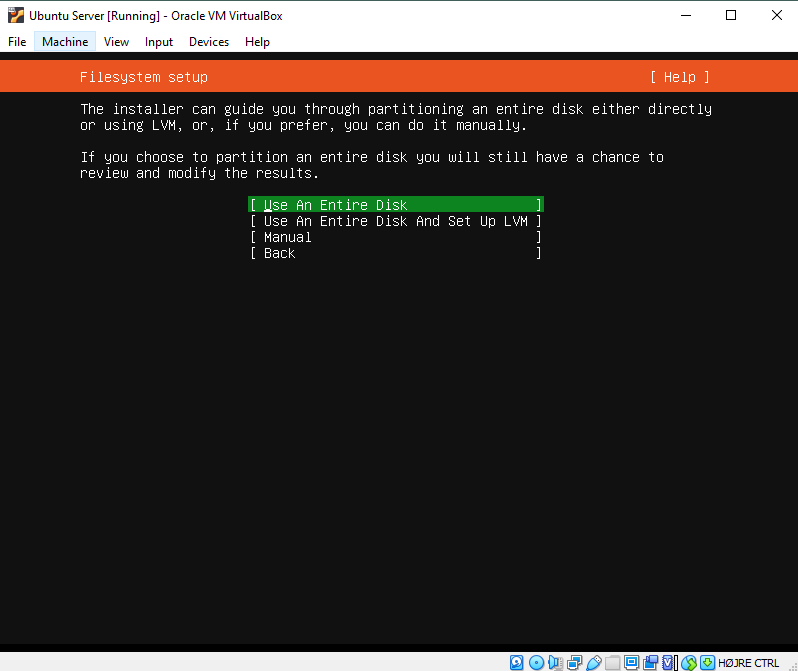 Ubuntu Server [Running] - Oracle VM VirtualBox
File Machine View Input Devices Help
Filesystem setup [ Help ]
The installer can guide you through partitioning an entire disk either directly
or using LVM, or, if you prefer, you can do it manually.
If you choose to partition an entire disk you will still have a chance to
review and modify the results.
[ Use An Entire Disk ]
[ Use An Entire Disk And Set Up LVM ]
[ Manual ]
[ Back ]
HØJRE CTRL